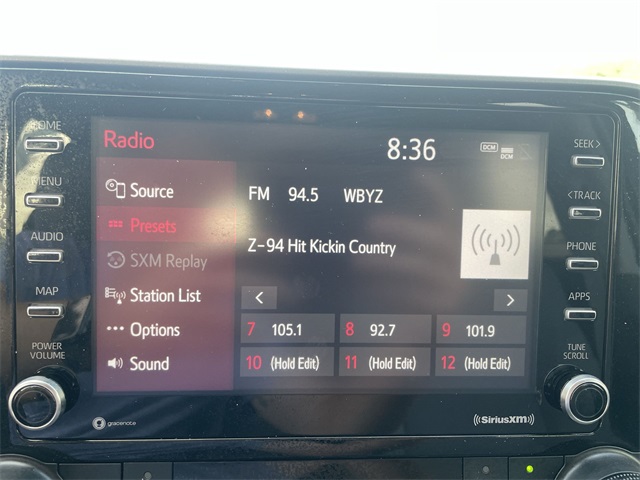 HOME
MENU
AUDIO
MAP
POWER
VOLUME
Radio
8:36
DCM
DCM
Source
Presets
SXM Replay
Station List
Options
Sound
FM 94.5 WBYZ
Z-94 Hit Kickin Country
<
>
7 105.1
8 92.7
9 101.9
10 (Hold Edit)
11 (Hold Edit)
12 (Hold Edit)
SEEK >
< TRACK
PHONE
APPS
TUNE
SCROLL
gracenote
((SiriusXM))